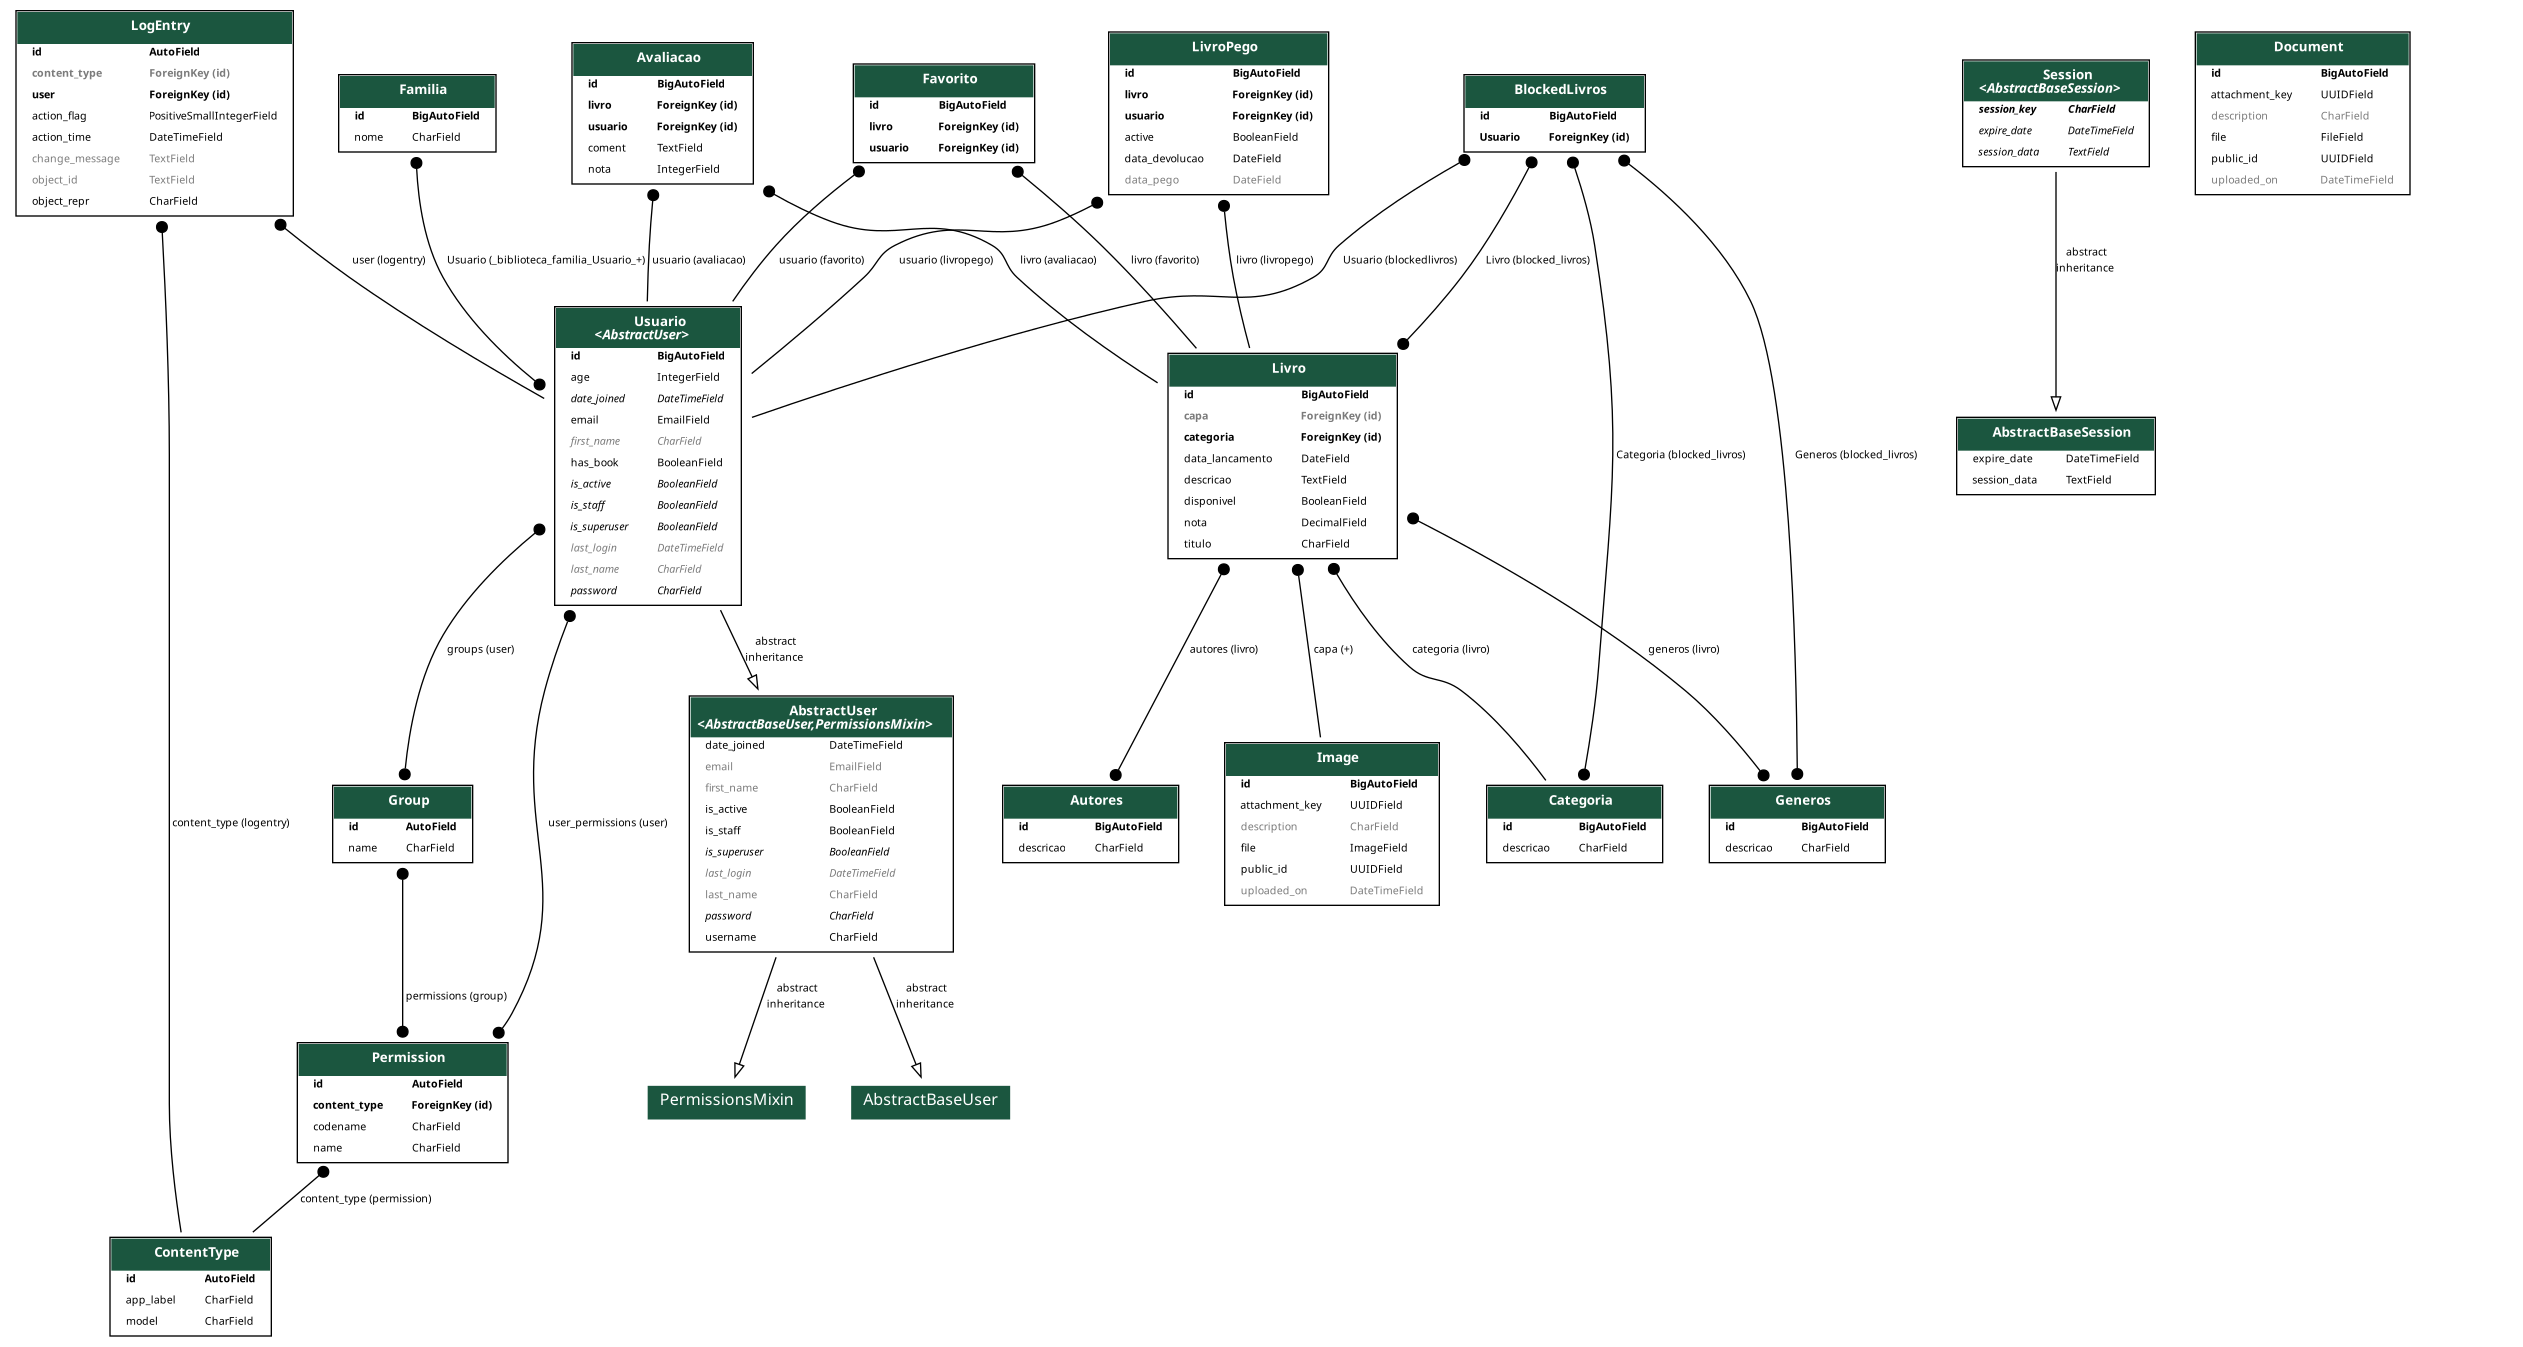 LogEntry
id AutoField
content_type ForeignKey (id)
user ForeignKey (id)
action_flag PositiveSmallIntegerField
action_time DateTimeField
change_message TextField
object_id TextField
object_repr CharField
Familia
id BigAutoField
nome CharField
Avaliacao
id BigAutoField
livro ForeignKey (id)
usuario ForeignKey (id)
coment TextField
nota IntegerField
Favorito
id BigAutoField
livro ForeignKey (id)
usuario ForeignKey (id)
LivroPego
id BigAutoField
livro ForeignKey (id)
usuario ForeignKey (id)
active BooleanField
data_devolucao DateField
data_pego DateField
BlockedLivros
id BigAutoField
Usuario ForeignKey (id)
Session
<AbstractBaseSession>
session_key CharField
expire_date DateTimeField
session_data TextField
Document
id BigAutoField
attachment_key UUIDField
description CharField
file FileField
public_id UUIDField
uploaded_on DateTimeField
user (logentry)
Usuario (_biblioteca_familia_Usuario_+)
usuario (avaliacao)
usuario (favorito)
usuario (livropego)
livro (avaliacao)
livro (favorito)
livro (livropego)
Usuario (blockedlivros)
Livro (blocked_livros)
abstract
inheritance
Usuario
<AbstractUser>
id BigAutoField
age IntegerField
date_joined DateTimeField
email EmailField
first_name CharField
has_book BooleanField
is_active BooleanField
is_staff BooleanField
is_superuser BooleanField
last_login DateTimeField
last_name CharField
password CharField
Livro
id BigAutoField
capa ForeignKey (id)
categoria ForeignKey (id)
data_lancamento DateField
descricao TextField
disponivel BooleanField
nota DecimalField
titulo CharField
Categoria (blocked_livros)
Generos (blocked_livros)
AbstractBaseSession
expire_date DateTimeField
session_data TextField
groups (user)
abstract
inheritance
autores (livro)
capa (+)
categoria (livro)
generos (livro)
content_type (logentry)
Group
id AutoField
name CharField
user_permissions (user)
AbstractUser
<AbstractBaseUser,PermissionsMixin>
date_joined DateTimeField
email EmailField
first_name CharField
is_active BooleanField
is_staff BooleanField
is_superuser BooleanField
last_login DateTimeField
last_name CharField
password CharField
username CharField
Autores
id BigAutoField
descricao CharField
Image
id BigAutoField
attachment_key UUIDField
description CharField
file ImageField
public_id UUIDField
uploaded_on DateTimeField
Categoria
id BigAutoField
descricao CharField
Generos
id BigAutoField
descricao CharField
permissions (group)
abstract
inheritance
abstract
inheritance
Permission
id AutoField
content_type ForeignKey (id)
codename CharField
name CharField
PermissionsMixin
AbstractBaseUser
content_type (permission)
ContentType
id AutoField
app_label CharField
model CharField